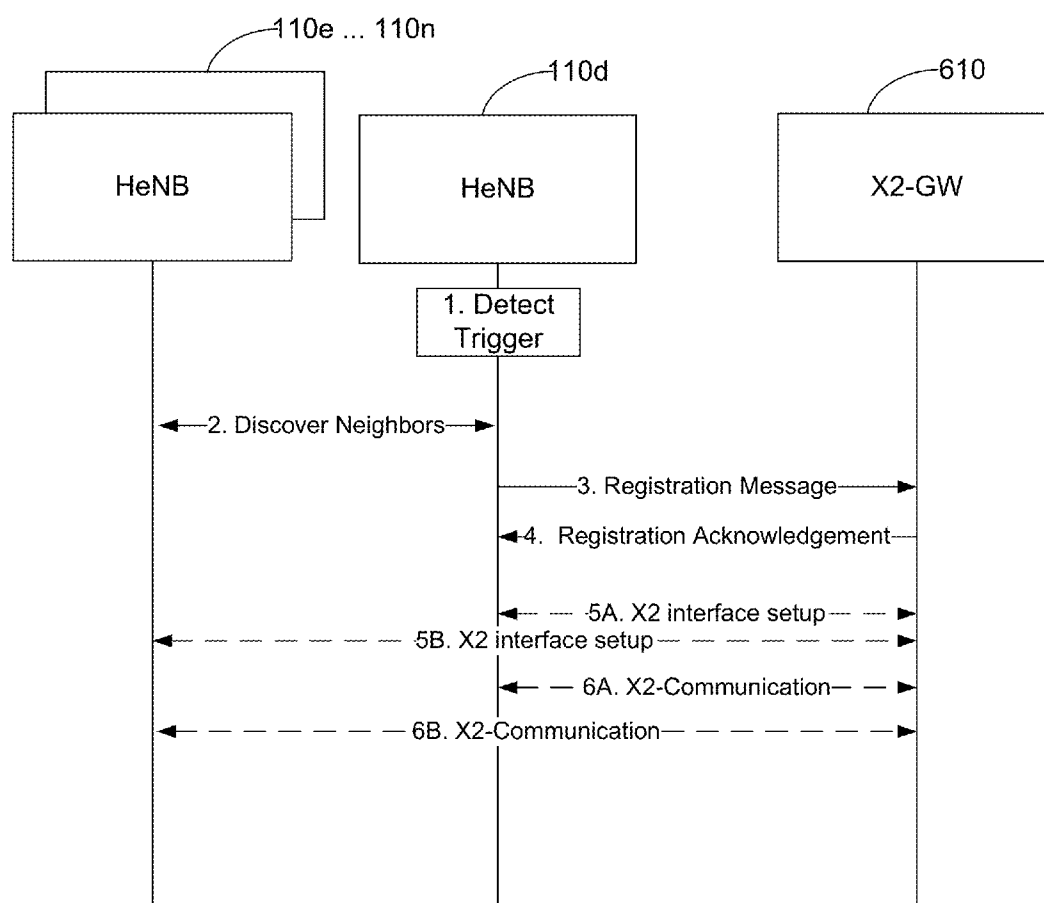 110e ... 110n
110d
610
HeNB
HeNB
X2-GW
1. Detect
Trigger
2. Discover Neighbors
3. Registration Message
4. Registration Acknowledgement
5A. X2 interface setup
5B. X2 interface setup
6A. X2-Communication
6B. X2-Communication